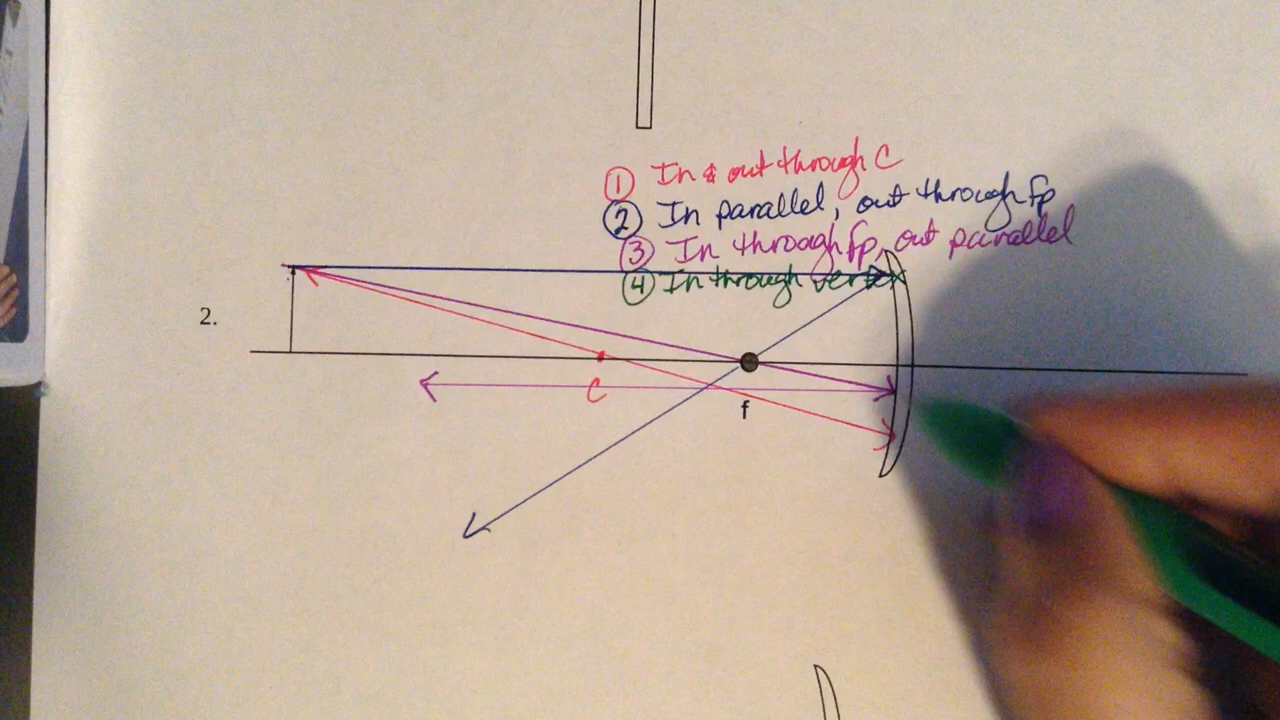 ① In & out through C
② In parallel, out through fp
③ In through fp, out parallel
④ In through vertex
2.
C
f